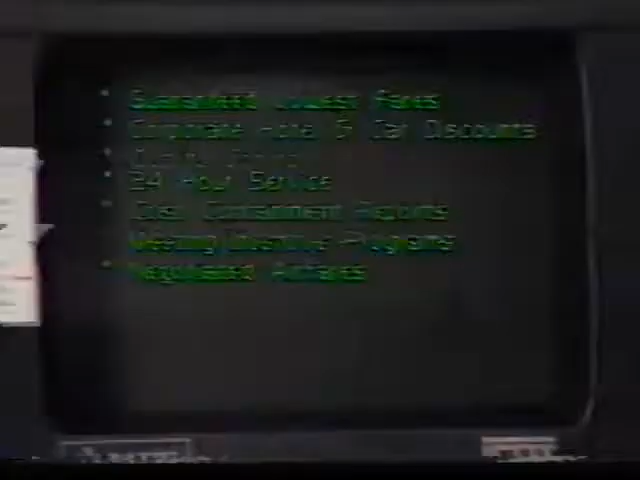 * Guaranteed Lowest Fares
* Corporate Hotel & Car Discounts
*
* 24 Hour Service
* Cost Containment Reports
Meeting/Incentive Programs
* Negotiated Airfares